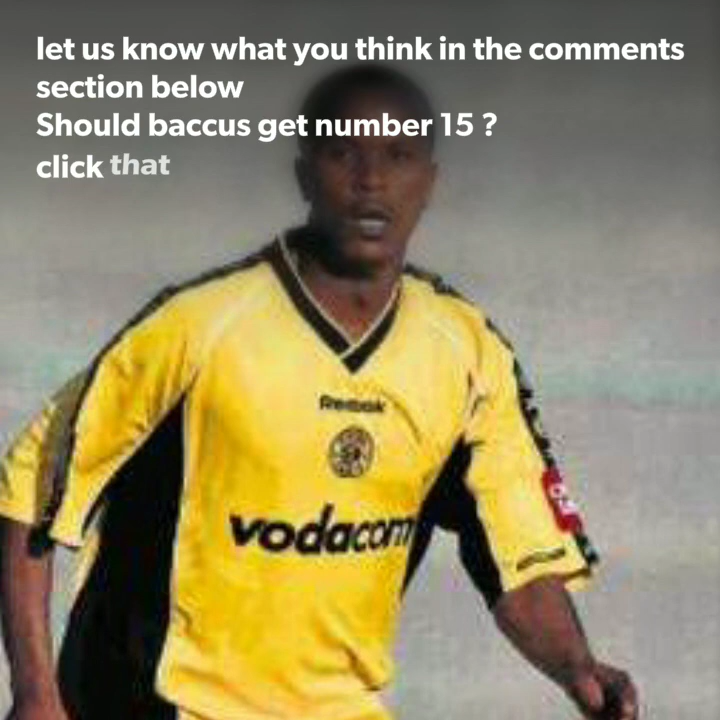 let us know what you think in the comments
section below
Should baccus get number 15 ?
click that
Reebok
vodacom